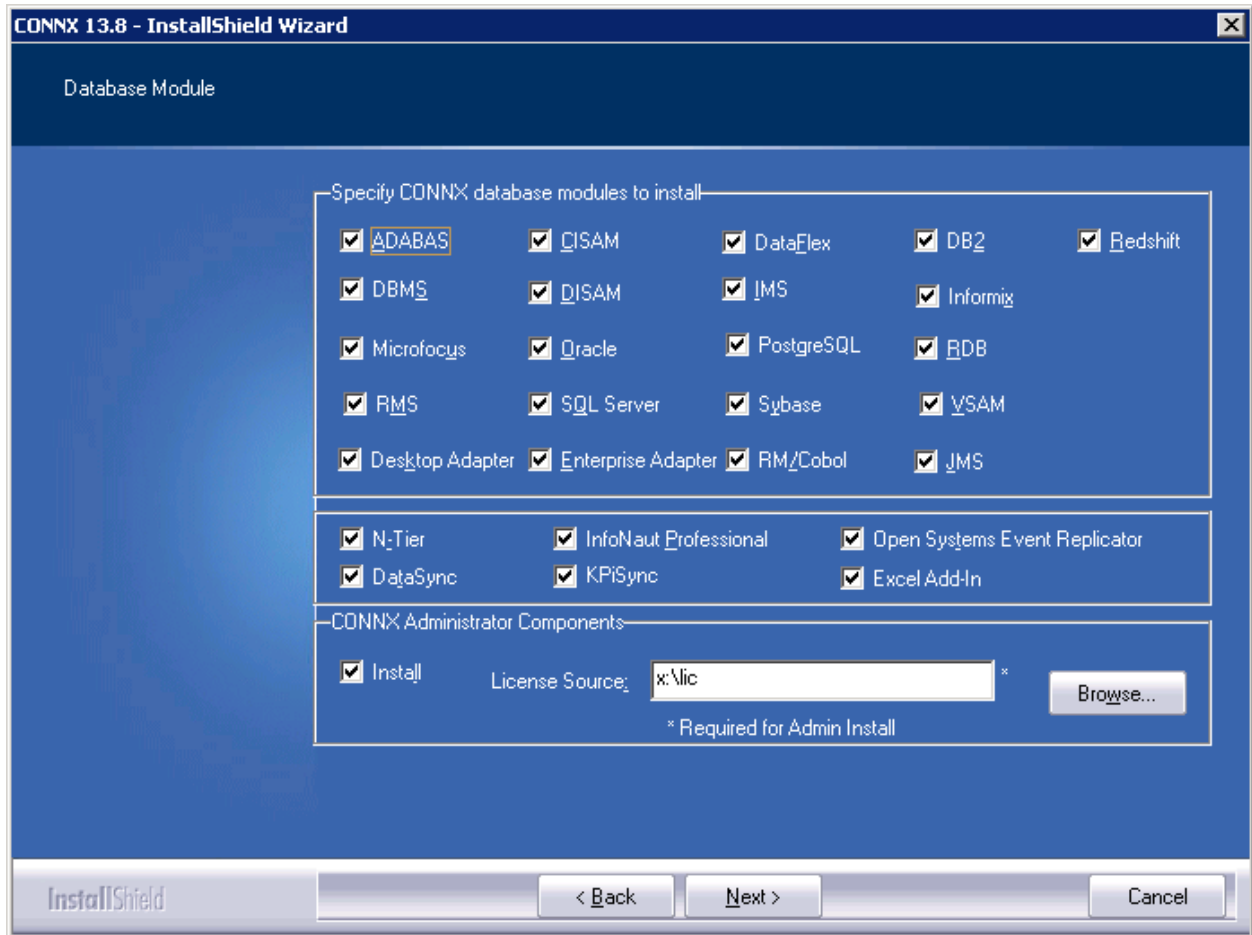 CONNX 13.8 - InstallShield Wizard
Database Module
Specify CONNX database modules to install
ADABAS CISAM DataFlex DB2 Redshift
DBMS DISAM IMS Informix
Microfocus Oracle PostgreSQL RDB
RMS SQL Server Sybase VSAM
Desktop Adapter Enterprise Adapter RM/Cobol JMS
N-Tier InfoNaut Professional Open Systems Event Replicator
DataSync KPiSync Excel Add-In
CONNX Administrator Components
Install License Source: x:\lic * Browse...
* Required for Admin Install
InstallShield < Back Next > Cancel